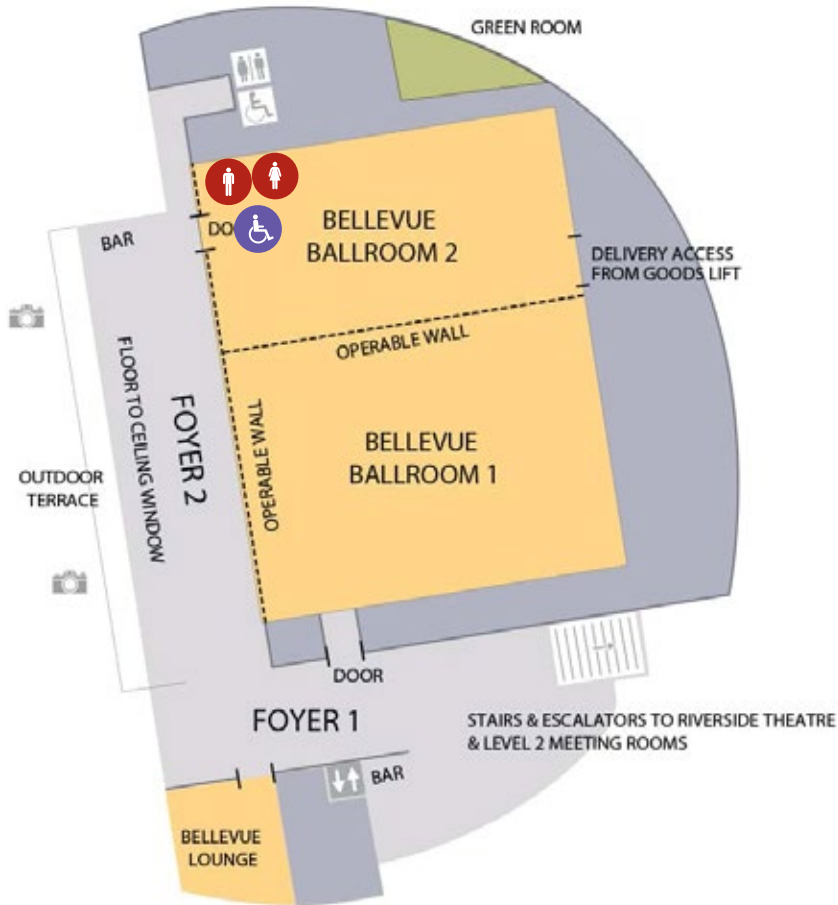 GREEN ROOM
BELLEVUE
BALLROOM 2
DO
BAR
DELIVERY ACCESS
FROM GOODS LIFT
OPERABLE WALL
FLOOR TO CEILING WINDOW
FOYER 2
OPERABLE WALL
BELLEVUE
BALLROOM 1
OUTDOOR
TERRACE
DOOR
FOYER 1
STAIRS & ESCALATORS TO RIVERSIDE THEATRE
& LEVEL 2 MEETING ROOMS
BAR
BELLEVUE
LOUNGE